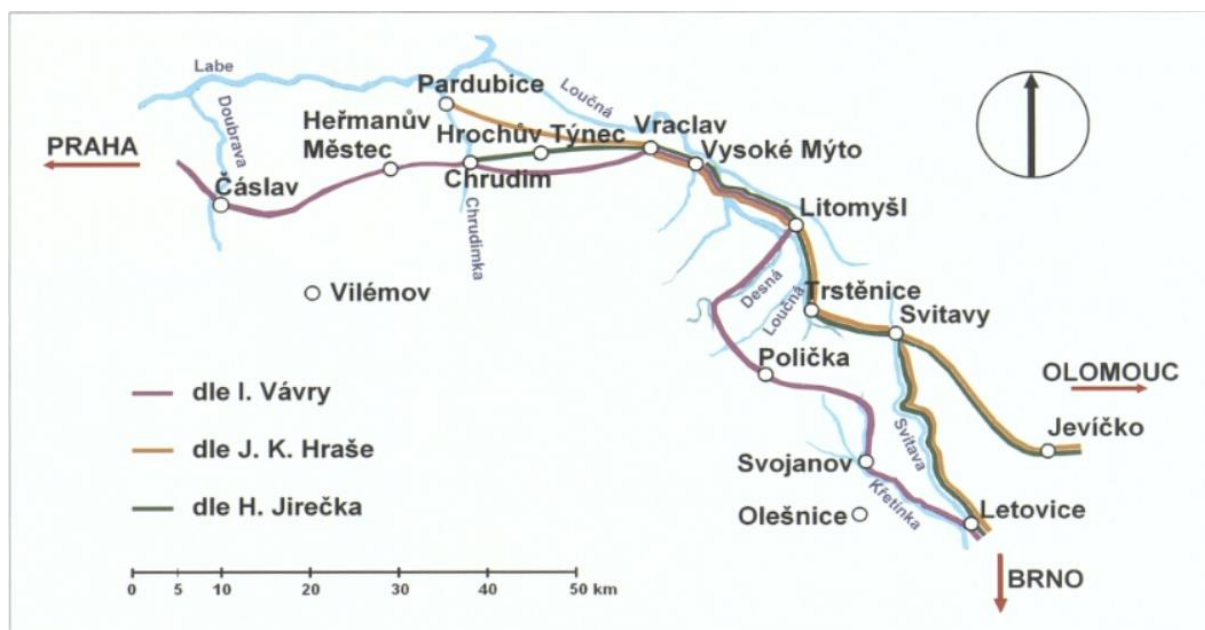 Labe
Doubrava
Pardubice
Loučná
PRAHA
Heřmanův
Městec
Hrochův Týnec
Vraclav
Vysoké Mýto
Čáslav
Chrudim
Chrudimka
Litomyšl
Vilémov
Desná
Loučná
Trstěnice
Svitavy
Polička
OLOMOUC
dle I. Vávry
Jevíčko
Svitava
dle J. K. Hraše
Svojanov
Křetínka
dle H. Jirečka
Olešnice
Letovice
BRNO
0 5 10 20 30 40 50 km